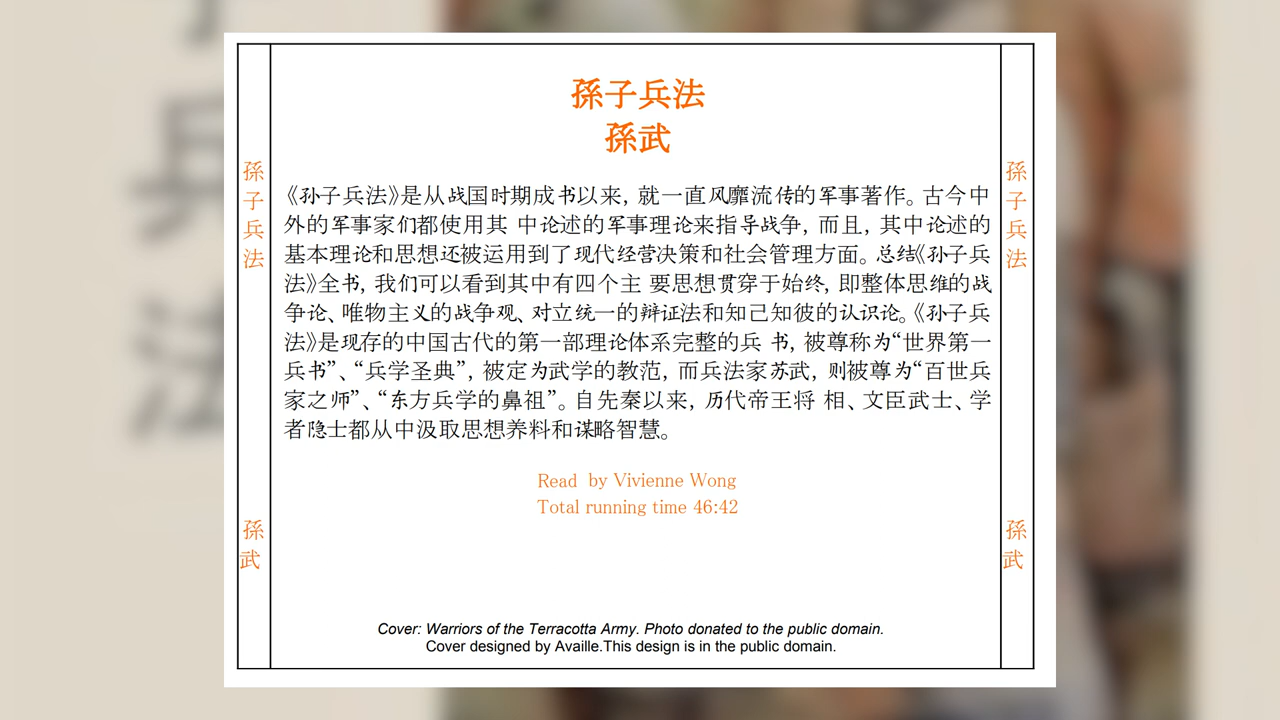 孫子兵法
孫武
《孙子兵法》是从战国时期成书以来, 就一直风靡流传的军事著作。古今中
外的军事家们都使用其 中论述的军事理论来指导战争, 而且, 其中论述的
基本理论和思想还被运用到了现代经营决策和社会管理方面。总结《孙子兵
法》全书, 我们可以看到其中有四个主 要思想贯穿于始终, 即整体思维的战
争论、唯物主义的战争观、对立统一的辩证法和知己知彼的认识论。《孙子兵
法》是现存的中国古代的第一部理论体系完整的兵 书, 被尊称为“世界第一
兵书”、“兵学圣典”, 被定为武学的教范, 而兵法家苏武, 则被尊为“百世兵
家之师”、“东方兵学的鼻祖”。自先秦以来, 历代帝王将 相、文臣武士、学
者隐士都从中汲取思想养料和谋略智慧。
Read by Vivienne Wong
Total running time 46:42
孫子兵法
孫武
孫子兵法
孫武
Cover: Warriors of the Terracotta Army. Photo donated to the public domain.
Cover designed by Availle.This design is in the public domain.
兵
法